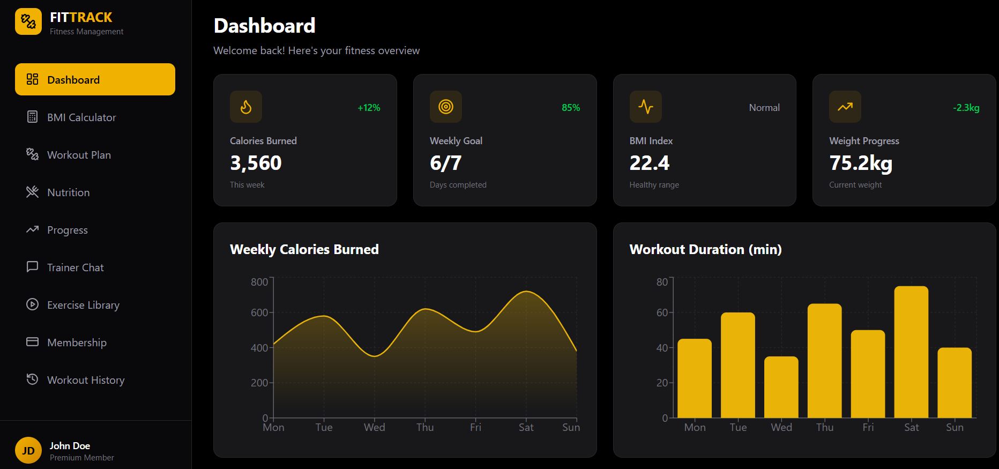 FITTRACK
Fitness Management
Dashboard
BMI Calculator
Workout Plan
Nutrition
Progress
Trainer Chat
Exercise Library
Membership
Workout History
JD
John Doe
Premium Member
Dashboard
Welcome back! Here's your fitness overview
+12%
Calories Burned
3,560
This week
85%
Weekly Goal
6/7
Days completed
Normal
BMI Index
22.4
Healthy range
-2.3kg
Weight Progress
75.2kg
Current weight
Weekly Calories Burned
800
600
400
200
0
Mon Tue Wed Thu Fri Sat Sun
Workout Duration (min)
80
60
40
20
0
Mon Tue Wed Thu Fri Sat Sun